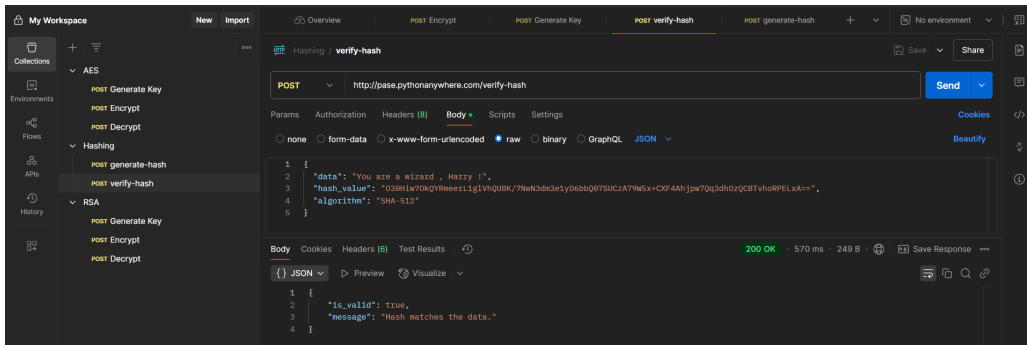 My Workspace New Import Overview POST Encrypt POST Generate Key POST verify-hash POST generate-hash No environment
Collections
Environments
Flows
APIs
History
AES
POST Generate Key
POST Encrypt
POST Decrypt
Hashing
POST generate-hash
POST verify-hash
RSA
POST Generate Key
POST Encrypt
POST Decrypt
HTTP Hashing / verify-hash Save Share
POST http://pase.pythonanywhere.com/verify-hash Send
Params Authorization Headers (8) Body Scripts Settings Cookies
none form-data x-www-form-urlencoded raw binary GraphQL JSON Beautify
1 {
2 "data": "You are a wizard , Harry !",
3 "hash_value":
4 "algorithm": "SHA-512"
5 }
Body Cookies Headers (6) Test Results 200 OK 570 ms 249 B Save Response
{} JSON Preview Visualize
1 {
2 "is_valid": true,
3 "message": "Hash matches the data."
4 }